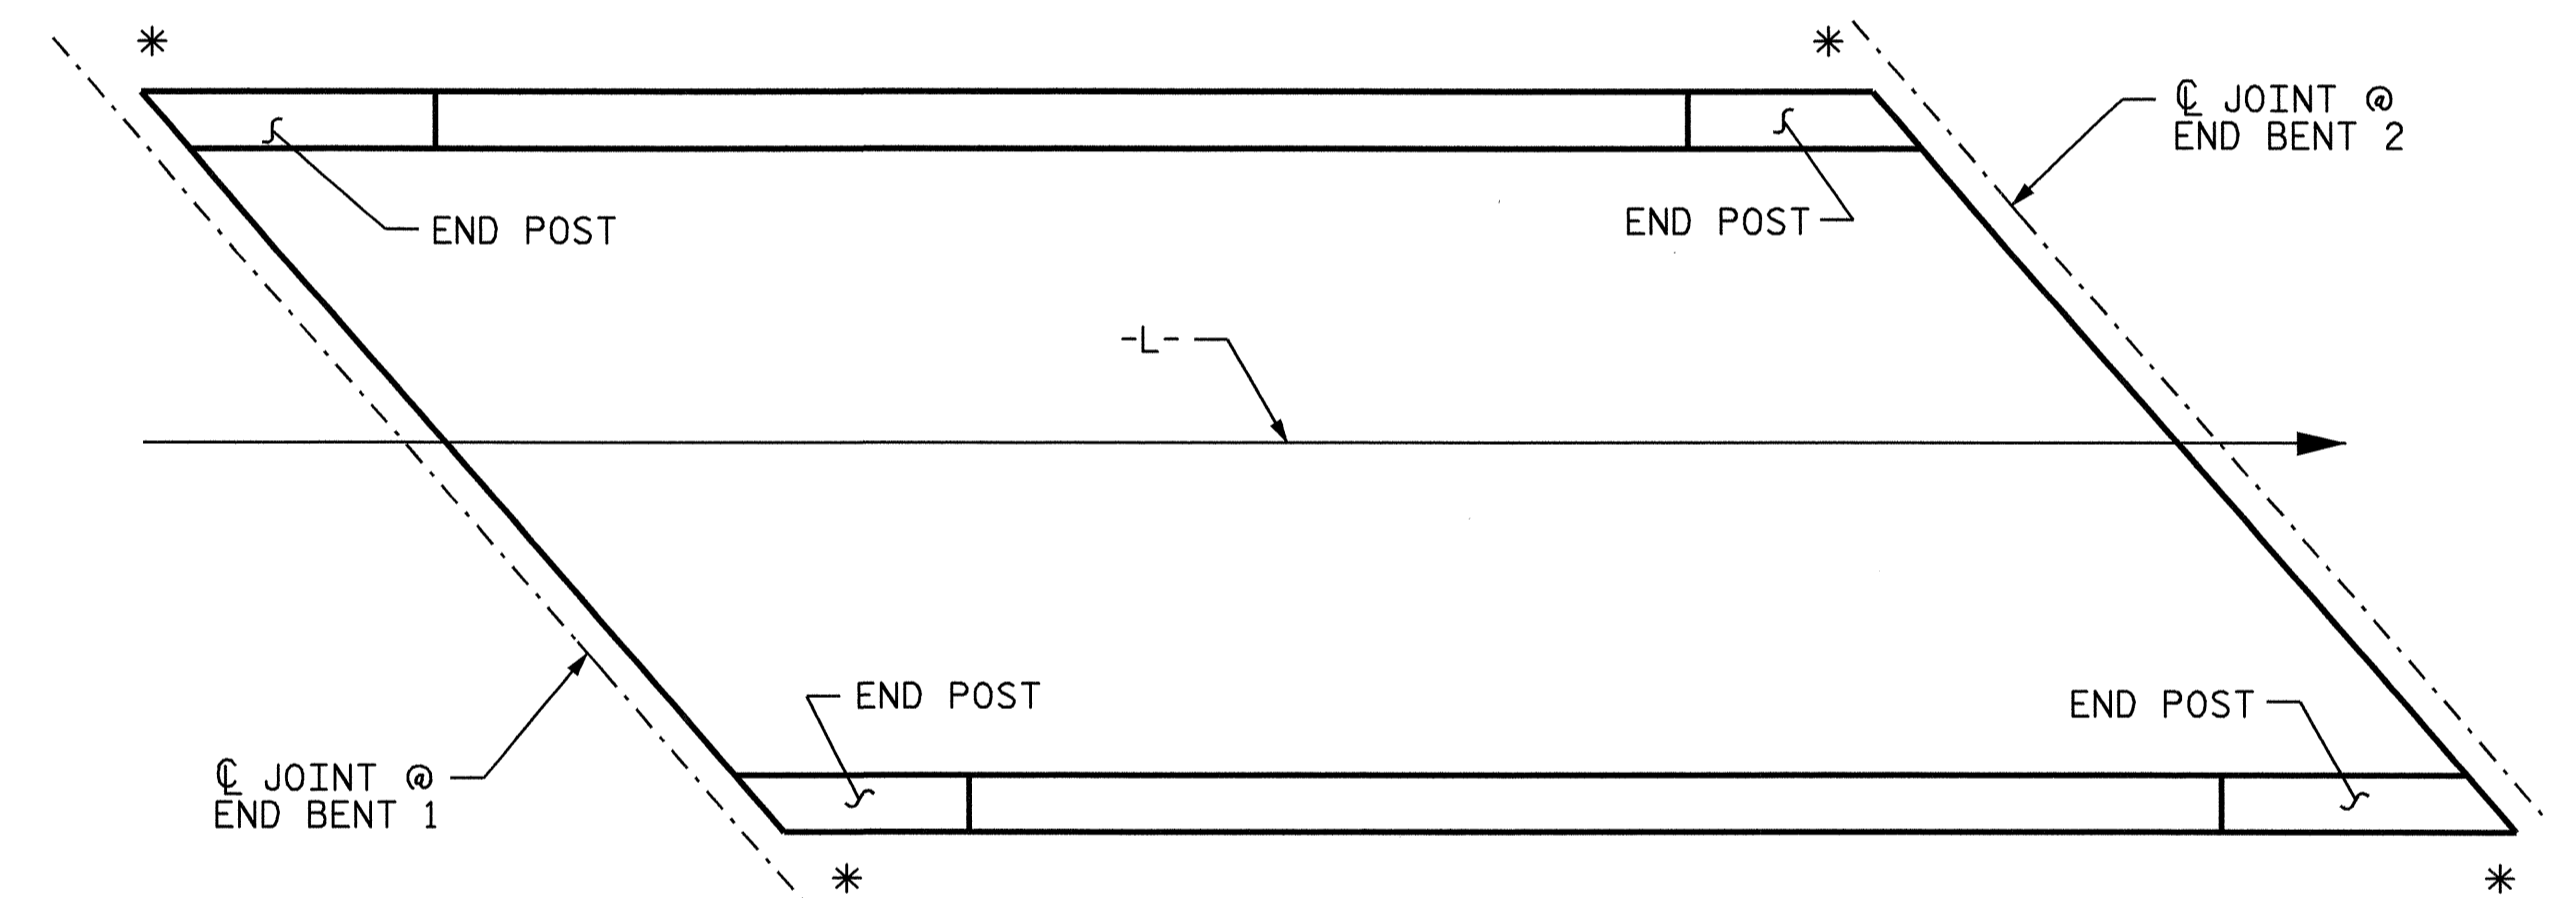 *
*
℄ JOINT @
END BENT 2
END POST
END POST
-L-
END POST
END POST
℄ JOINT @
END BENT 1
*
*